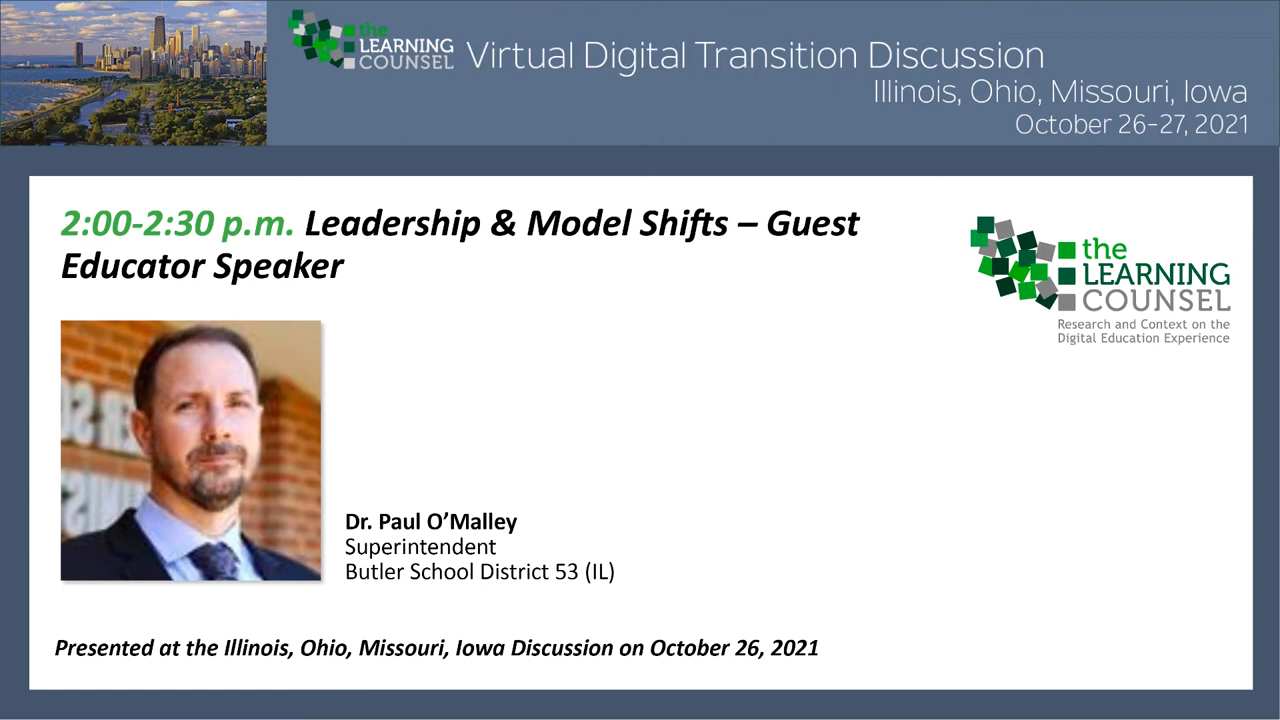 the
LEARNING
COUNSEL
Virtual Digital Transition Discussion
Illinois, Ohio, Missouri, Iowa
October 26-27, 2021
2:00-2:30 p.m. Leadership & Model Shifts – Guest
Educator Speaker
the
LEARNING
COUNSEL
Research and Context on the
Digital Education Experience
Dr. Paul O’Malley
Superintendent
Butler School District 53 (IL)
Presented at the Illinois, Ohio, Missouri, Iowa Discussion on October 26, 2021